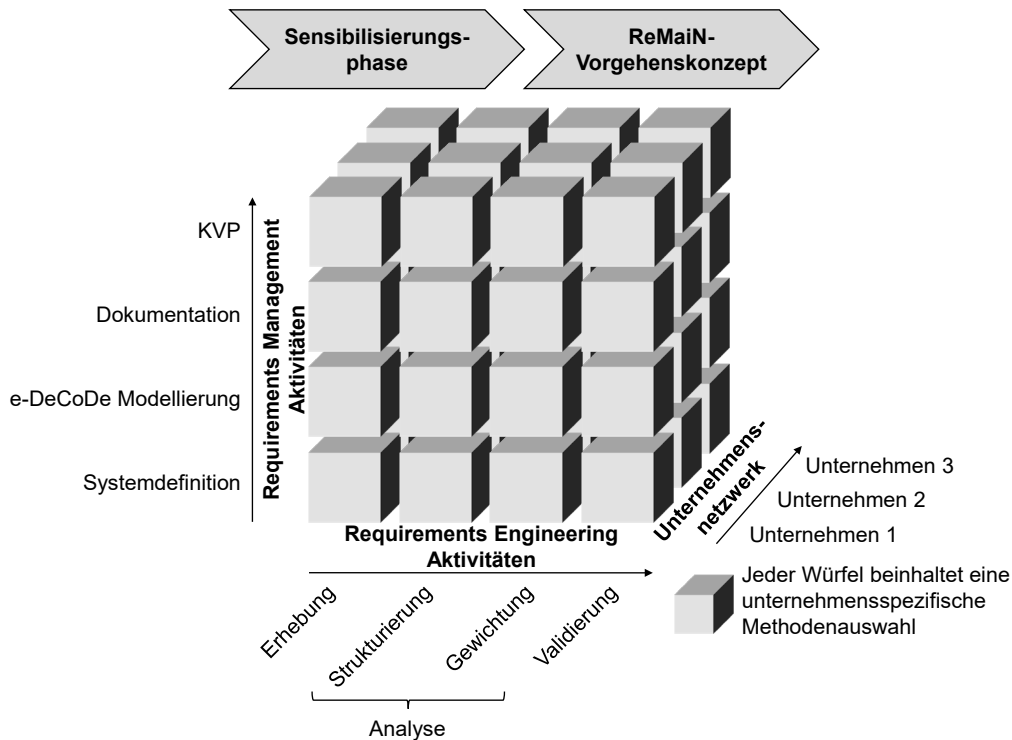 Sensibilisierungs-
phase
ReMaiN-
Vorgehenskonzept
KVP
Dokumentation
e-DeCoDe Modellierung
Systemdefinition
Requirements Management
Aktivitäten
Requirements Engineering
Aktivitäten
Erhebung
Strukturierung
Gewichtung
Validierung
Analyse
Unternehmens-
netzwerk
Unternehmen 3
Unternehmen 2
Unternehmen 1
Jeder Würfel beinhaltet eine
unternehmensspezifische
Methodenauswahl